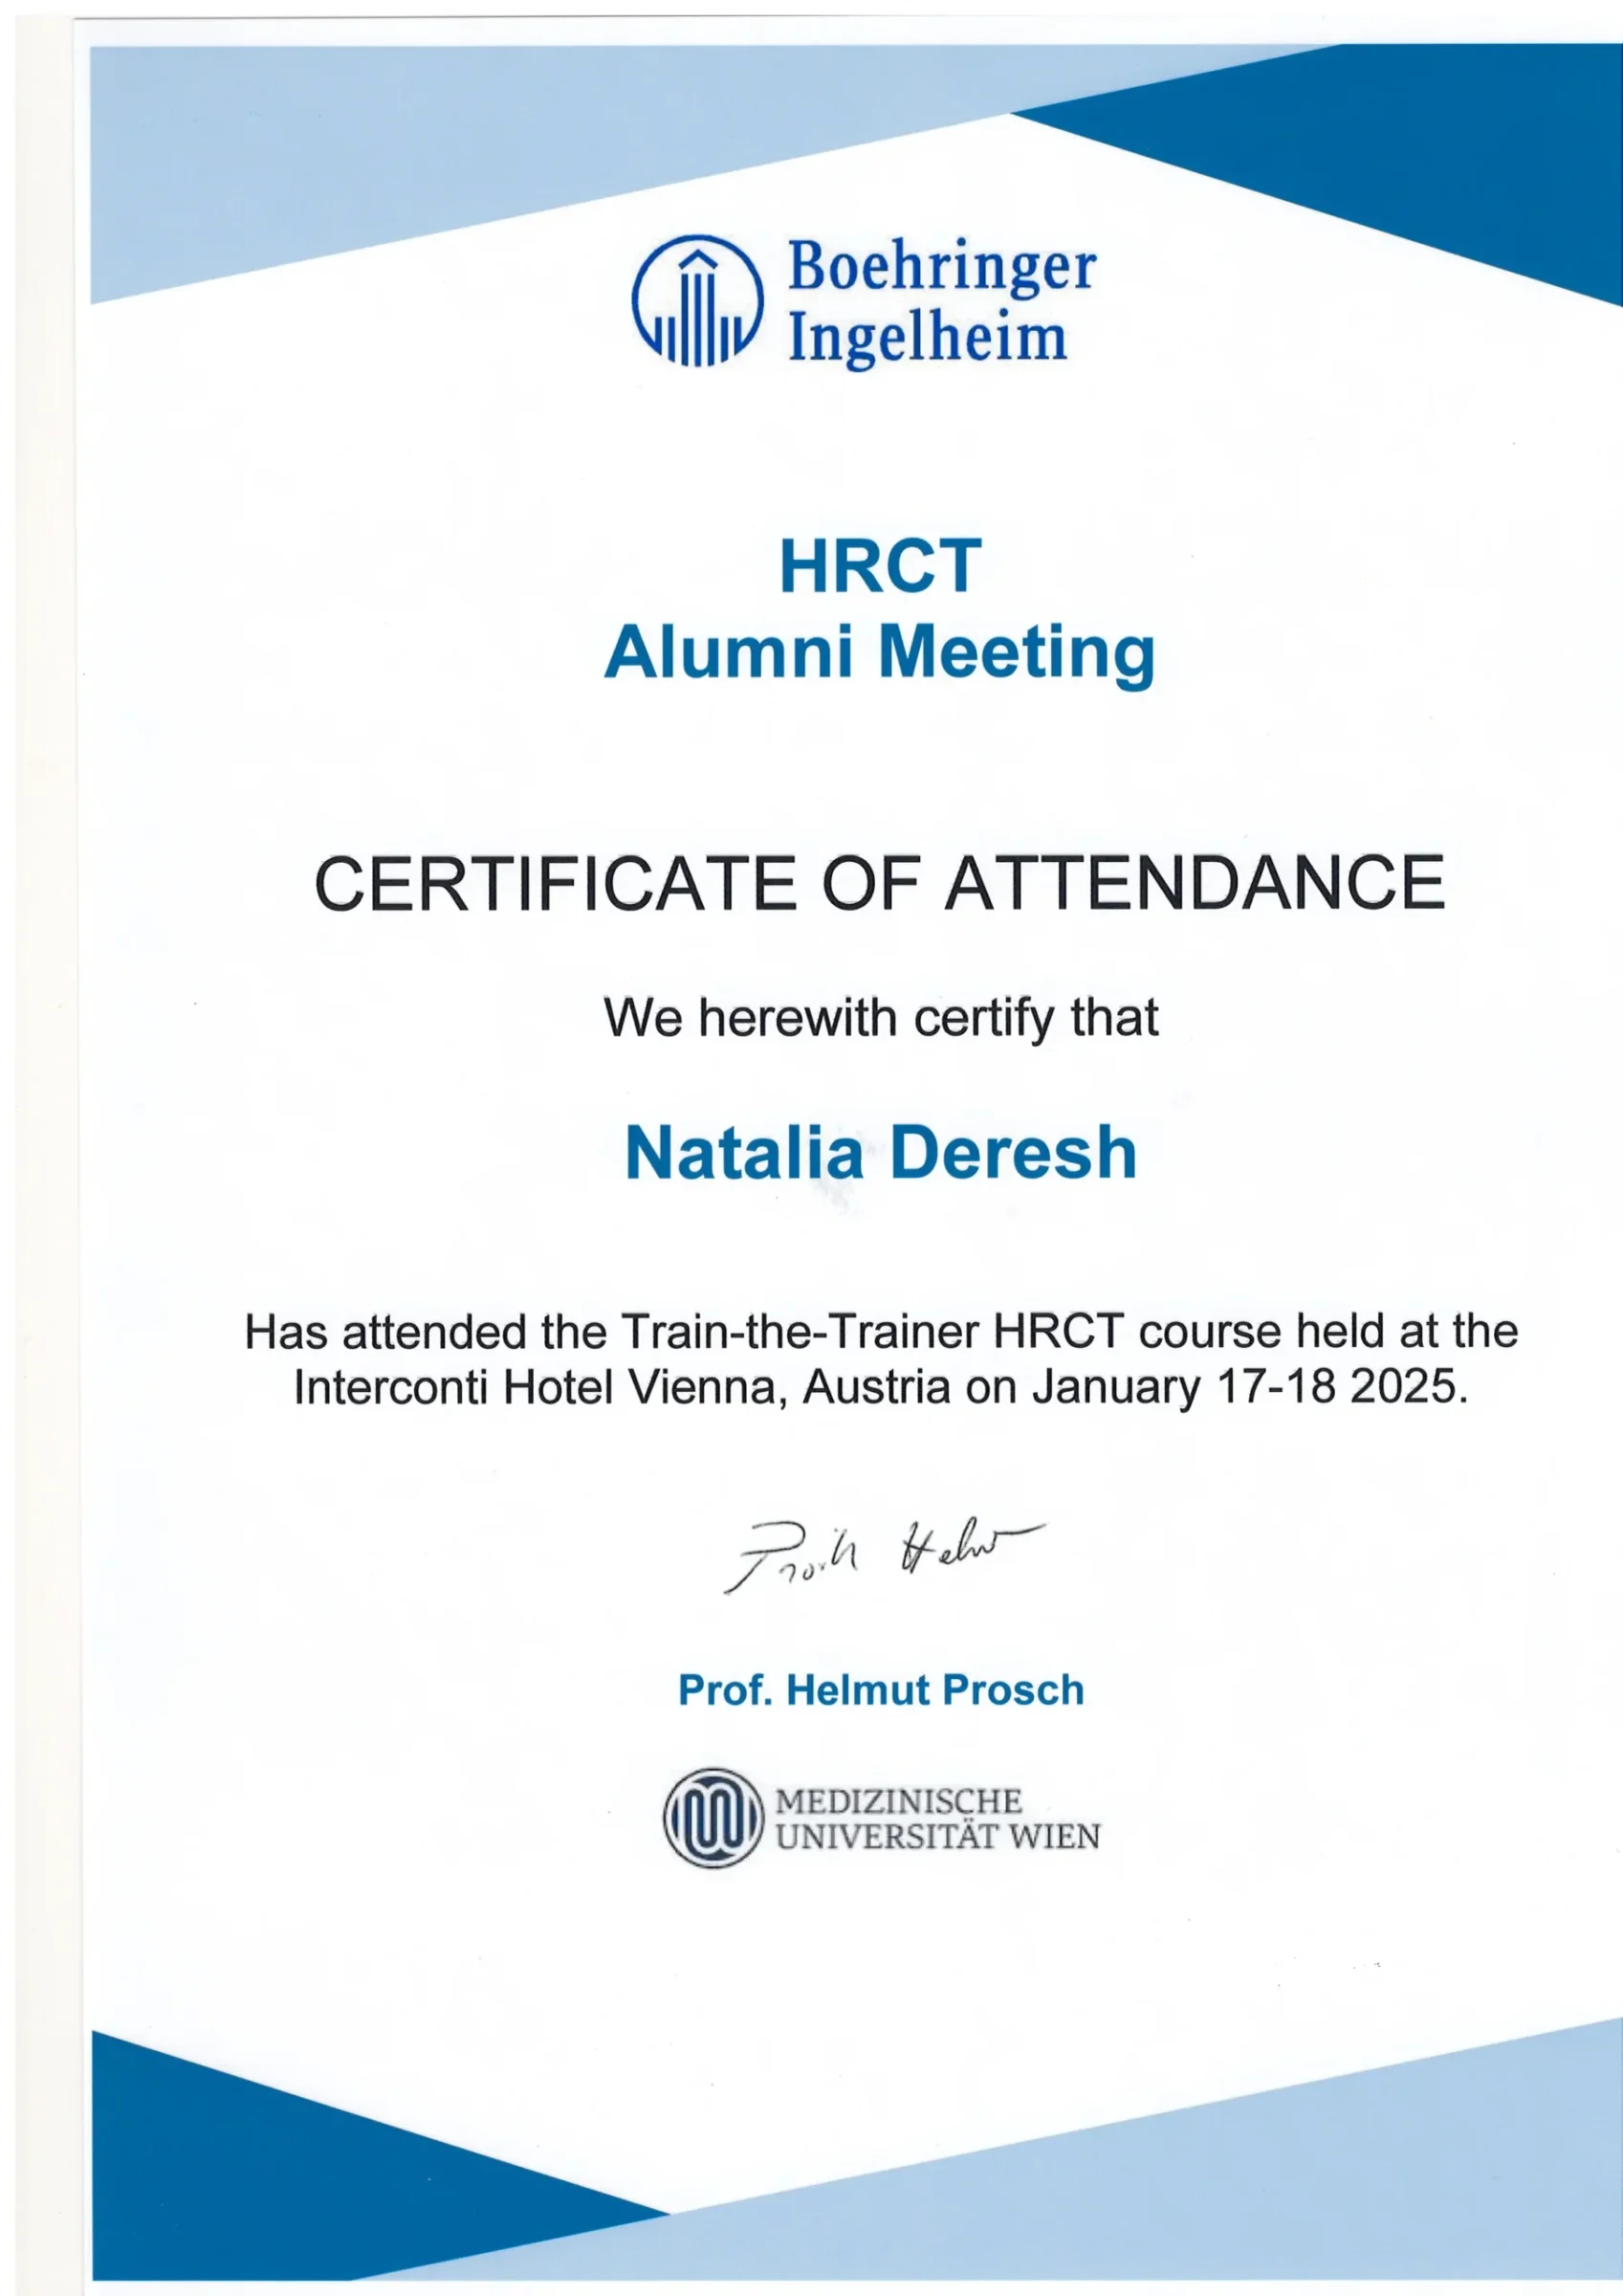 Boehringer
Ingelheim
HRCT
Alumni Meeting
CERTIFICATE OF ATTENDANCE
We herewith certify that
Natalia Deresh
Has attended the Train-the-Trainer HRCT course held at the
Interconti Hotel Vienna, Austria on January 17-18 2025.
Prof. Helmut Prosch
MEDIZINISCHE
UNIVERSITÄT WIEN